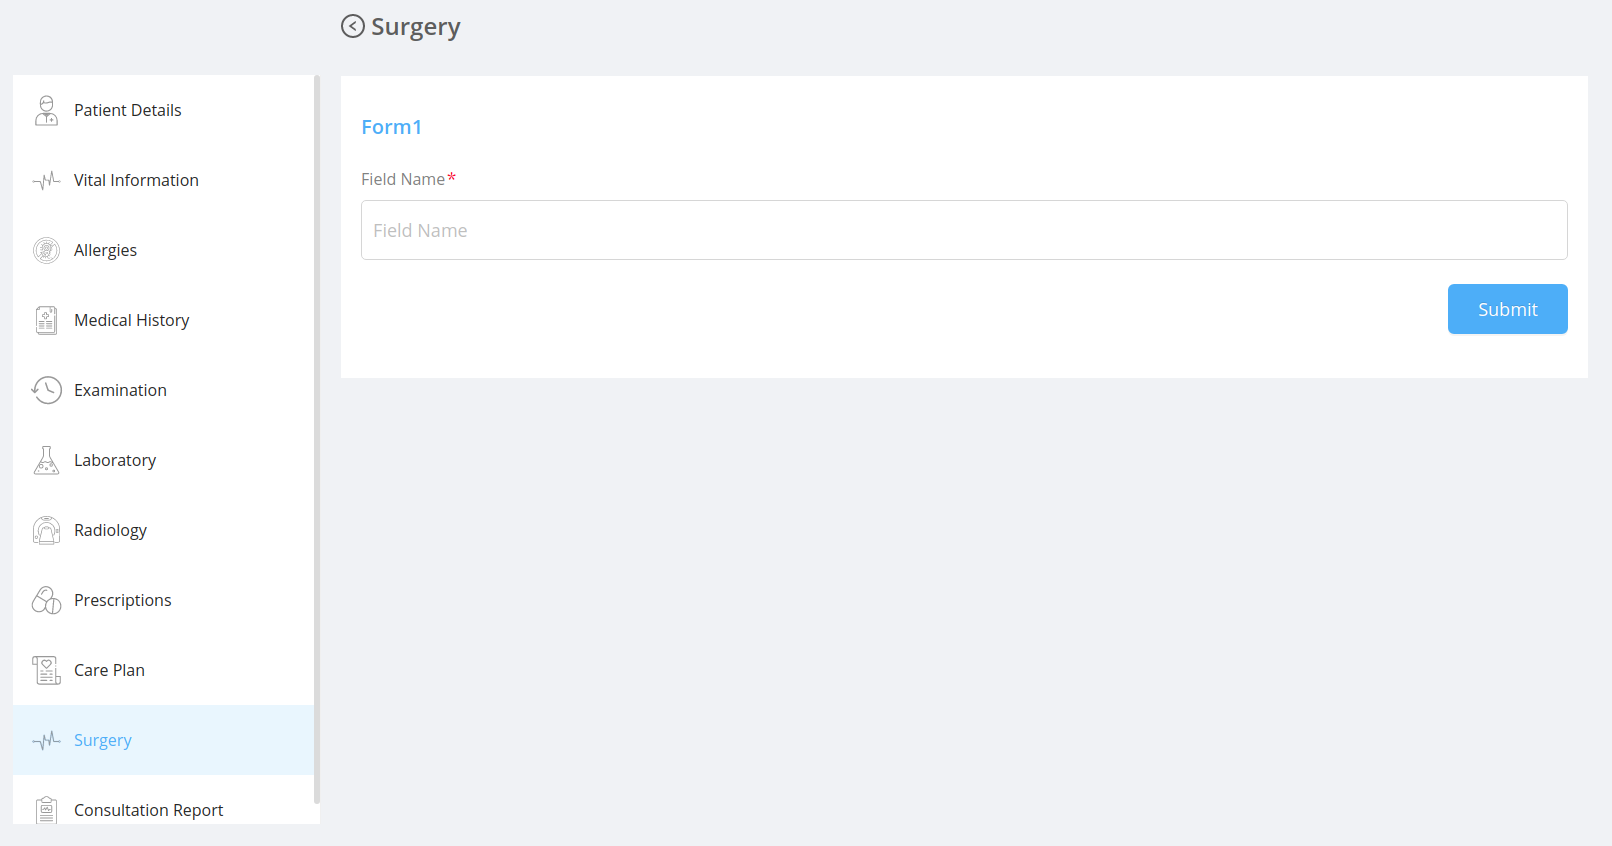 Surgery
Patient Details
Vital Information
Allergies
Medical History
Examination
Laboratory
Radiology
Prescriptions
Care Plan
Surgery
Consultation Report
Form1
Field Name*
Field Name
Submit